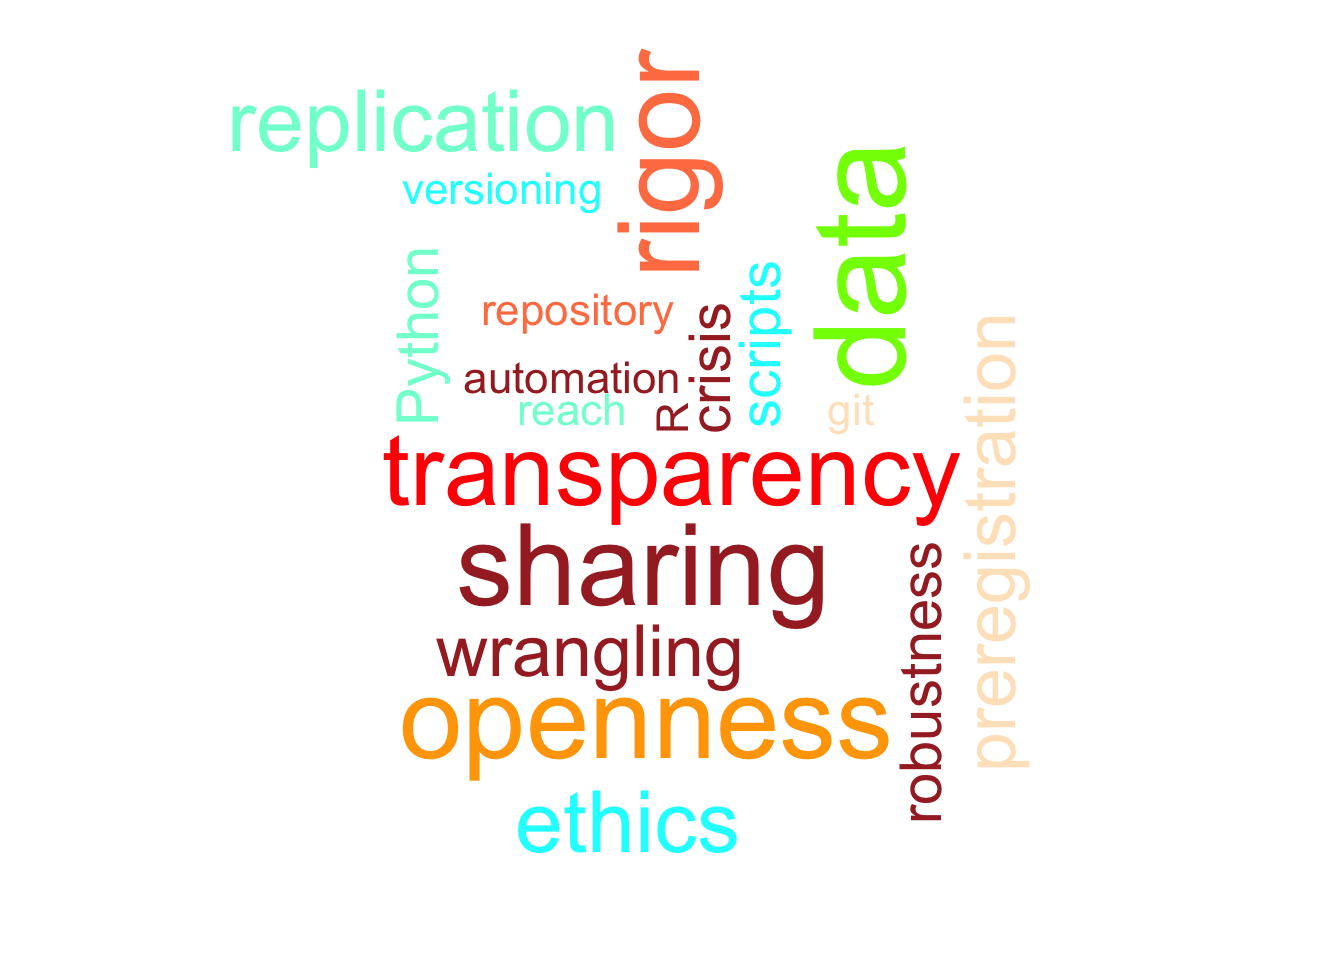 replication
rigor
versioning
data
Python
repository
crisis
scripts
automation
reach
R
git
preregistration
transparency
sharing
robustness
wrangling
openness
ethics